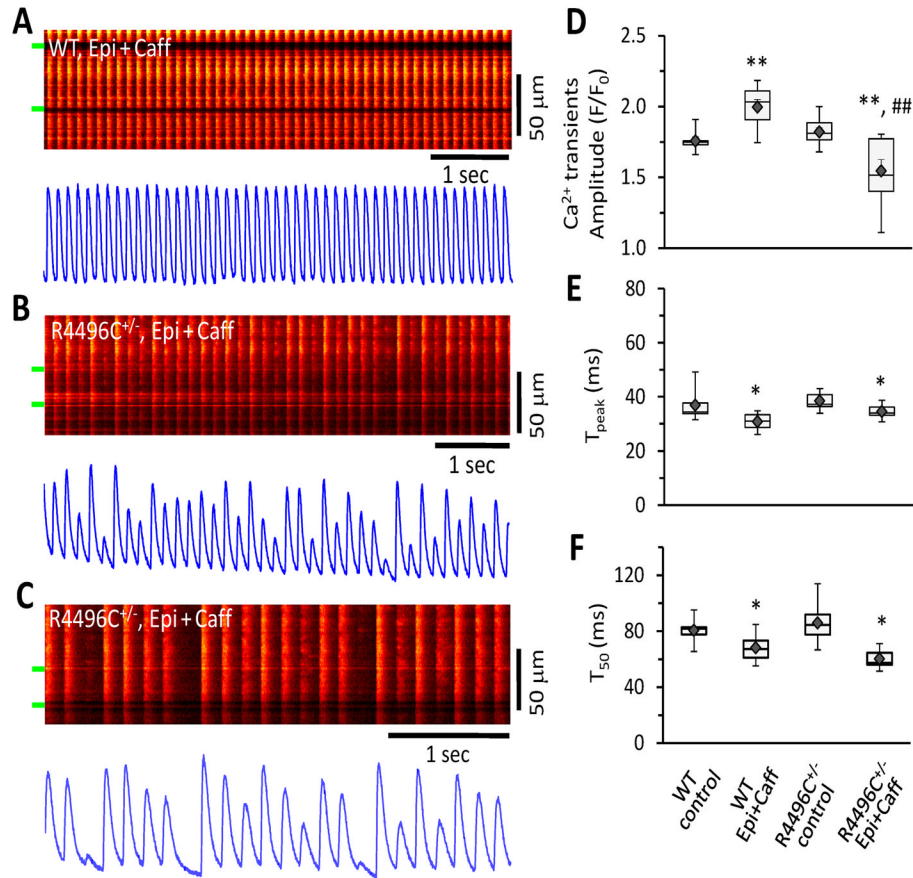 A
WT, Epi+Caff
50 µm
1 sec
B
R4496C+/-, Epi+Caff
50 µm
1 sec
C
R4496C+/-, Epi+Caff
50 µm
1 sec
D
Ca²⁺ transients
Amplitude (F/F₀)
2.5
2.0
1.5
1.0
**
**, ##
E
Tpeak (ms)
80
60
40
20
0
*
*
F
T50 (ms)
120
80
40
0
*
*
WT
control
WT
Epi+Caff
R4496C+/-
control
R4496C+/-
Epi+Caff